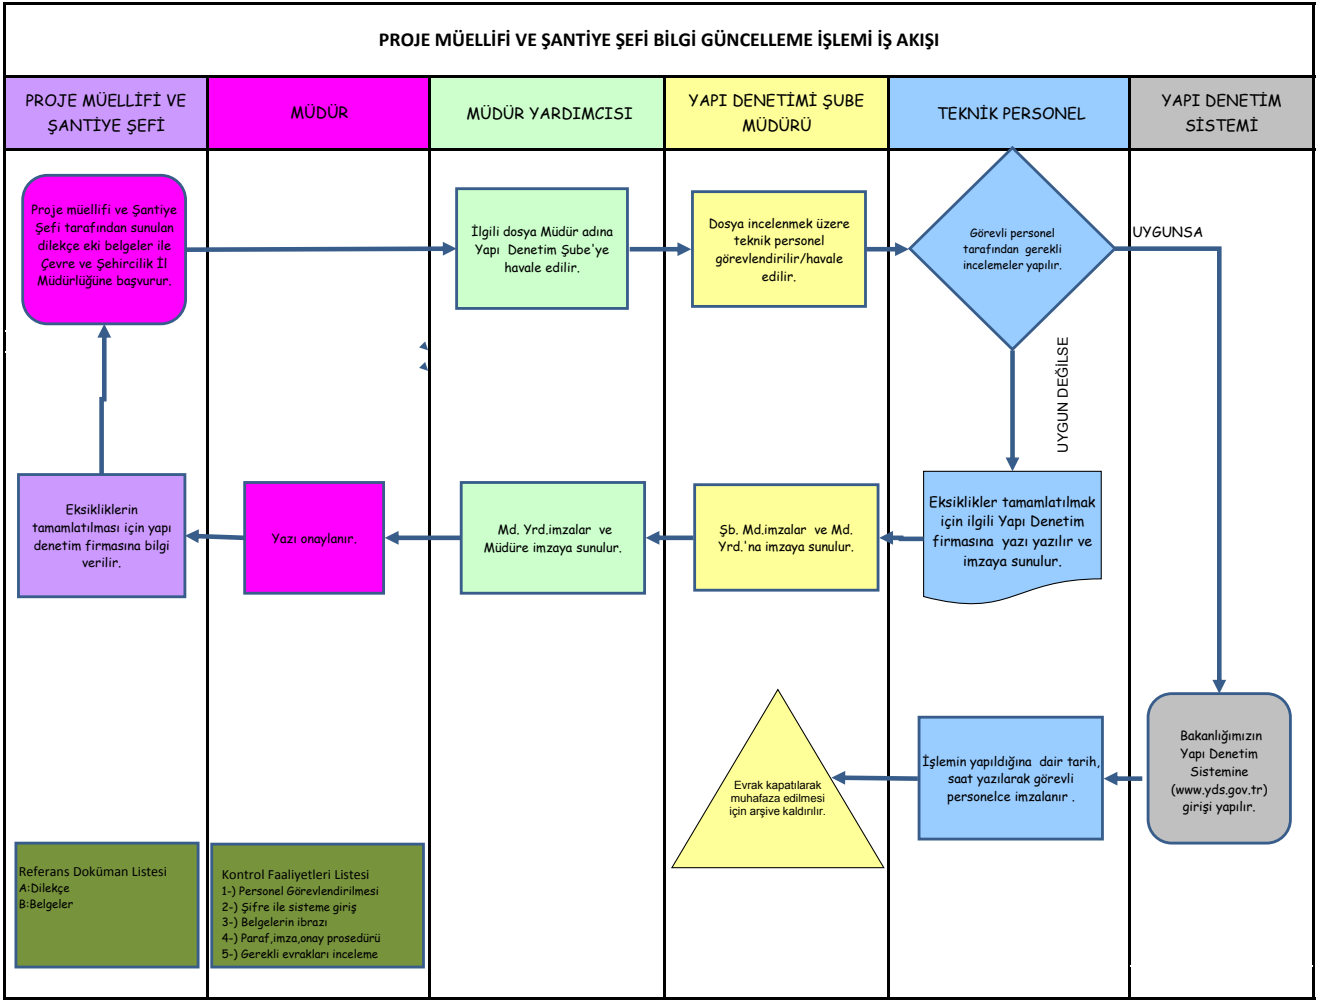 PROJE MÜELLİFİ VE ŞANTİYE ŞEFİ BİLGİ GÜNCELLEME İŞLEMİ İŞ AKIŞI
PROJE MÜELLİFİ VE
ŞANTİYE ŞEFİ
MÜDÜR
MÜDÜR YARDIMCISI
YAPI DENETİMİ ŞUBE
MÜDÜRÜ
TEKNİK PERSONEL
YAPI DENETİM
SİSTEMİ
Proje müellifi ve Şantiye
Şefi tarafından sunulan
dilekçe eki belgeler ile
Çevre ve Şehircilik İl
Müdürlüğüne başvurur.
İlgili dosya Müdür adına
Yapı Denetim Şube'ye
havale edilir.
Dosya incelenmek üzere
teknik personel
görevlendirilir/havale
edilir.
Görevli personel
tarafından gerekli
incelemeler yapılır.
UYGUNSA
UYGUN DEĞİLSE
Eksikliklerin
tamamlatılması için yapı
denetim firmasına bilgi
verilir.
Yazı onaylanır.
Md. Yrd.imzalar ve
Müdüre imzaya sunulur.
Şb. Md.imzalar ve Md.
Yrd.'na imzaya sunulur.
Eksiklikler tamamlatılmak
için ilgili Yapı Denetim
firmasına yazı yazılır ve
imzaya sunulur.
Evrak kapatılarak
muhafaza edilmesi
için arşive kaldırılır.
İşlemin yapıldığına dair tarih,
saat yazılarak görevli
personelce imzalanır .
Bakanlığımızın
Yapı Denetim
Sistemine
(www.yds.gov.tr)
girişi yapılır.
Referans Doküman Listesi
A:Dilekçe
B:Belgeler
Kontrol Faaliyetleri Listesi
1-) Personel Görevlendirilmesi
2-) Şifre ile sisteme giriş
3-) Belgelerin ibrazı
4-) Paraf,imza,onay prosedürü
5-) Gerekli evrakları inceleme